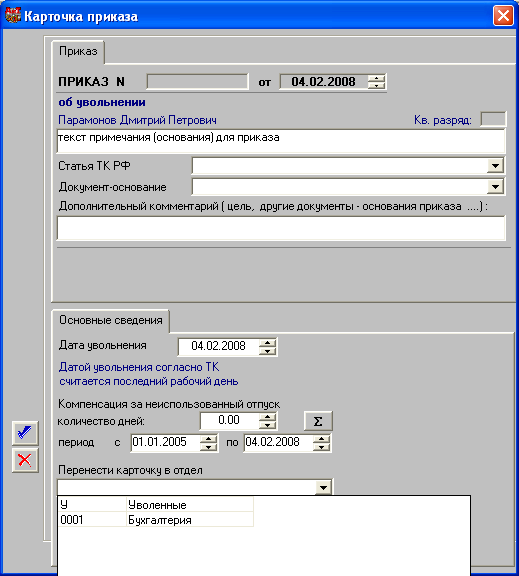 Карточка приказа
Приказ
ПРИКАЗ N от 04.02.2008
об увольнении
Парамонов Дмитрий Петрович Кв. разряд:
текст примечания (основания) для приказа
Статья ТК РФ
Документ-основание
Дополнительный комментарий ( цель, другие документы - основания приказа ....) :
Основные сведения
Дата увольнения 04.02.2008
Датой увольнения согласно ТК
считается последний рабочий день
Компенсация за неиспользованный отпуск
количество дней: 0.00 Σ
период с 01.01.2005 по 04.02.2008
Перенести карточку в отдел
У Уволенные
0001 Бухгалтерия